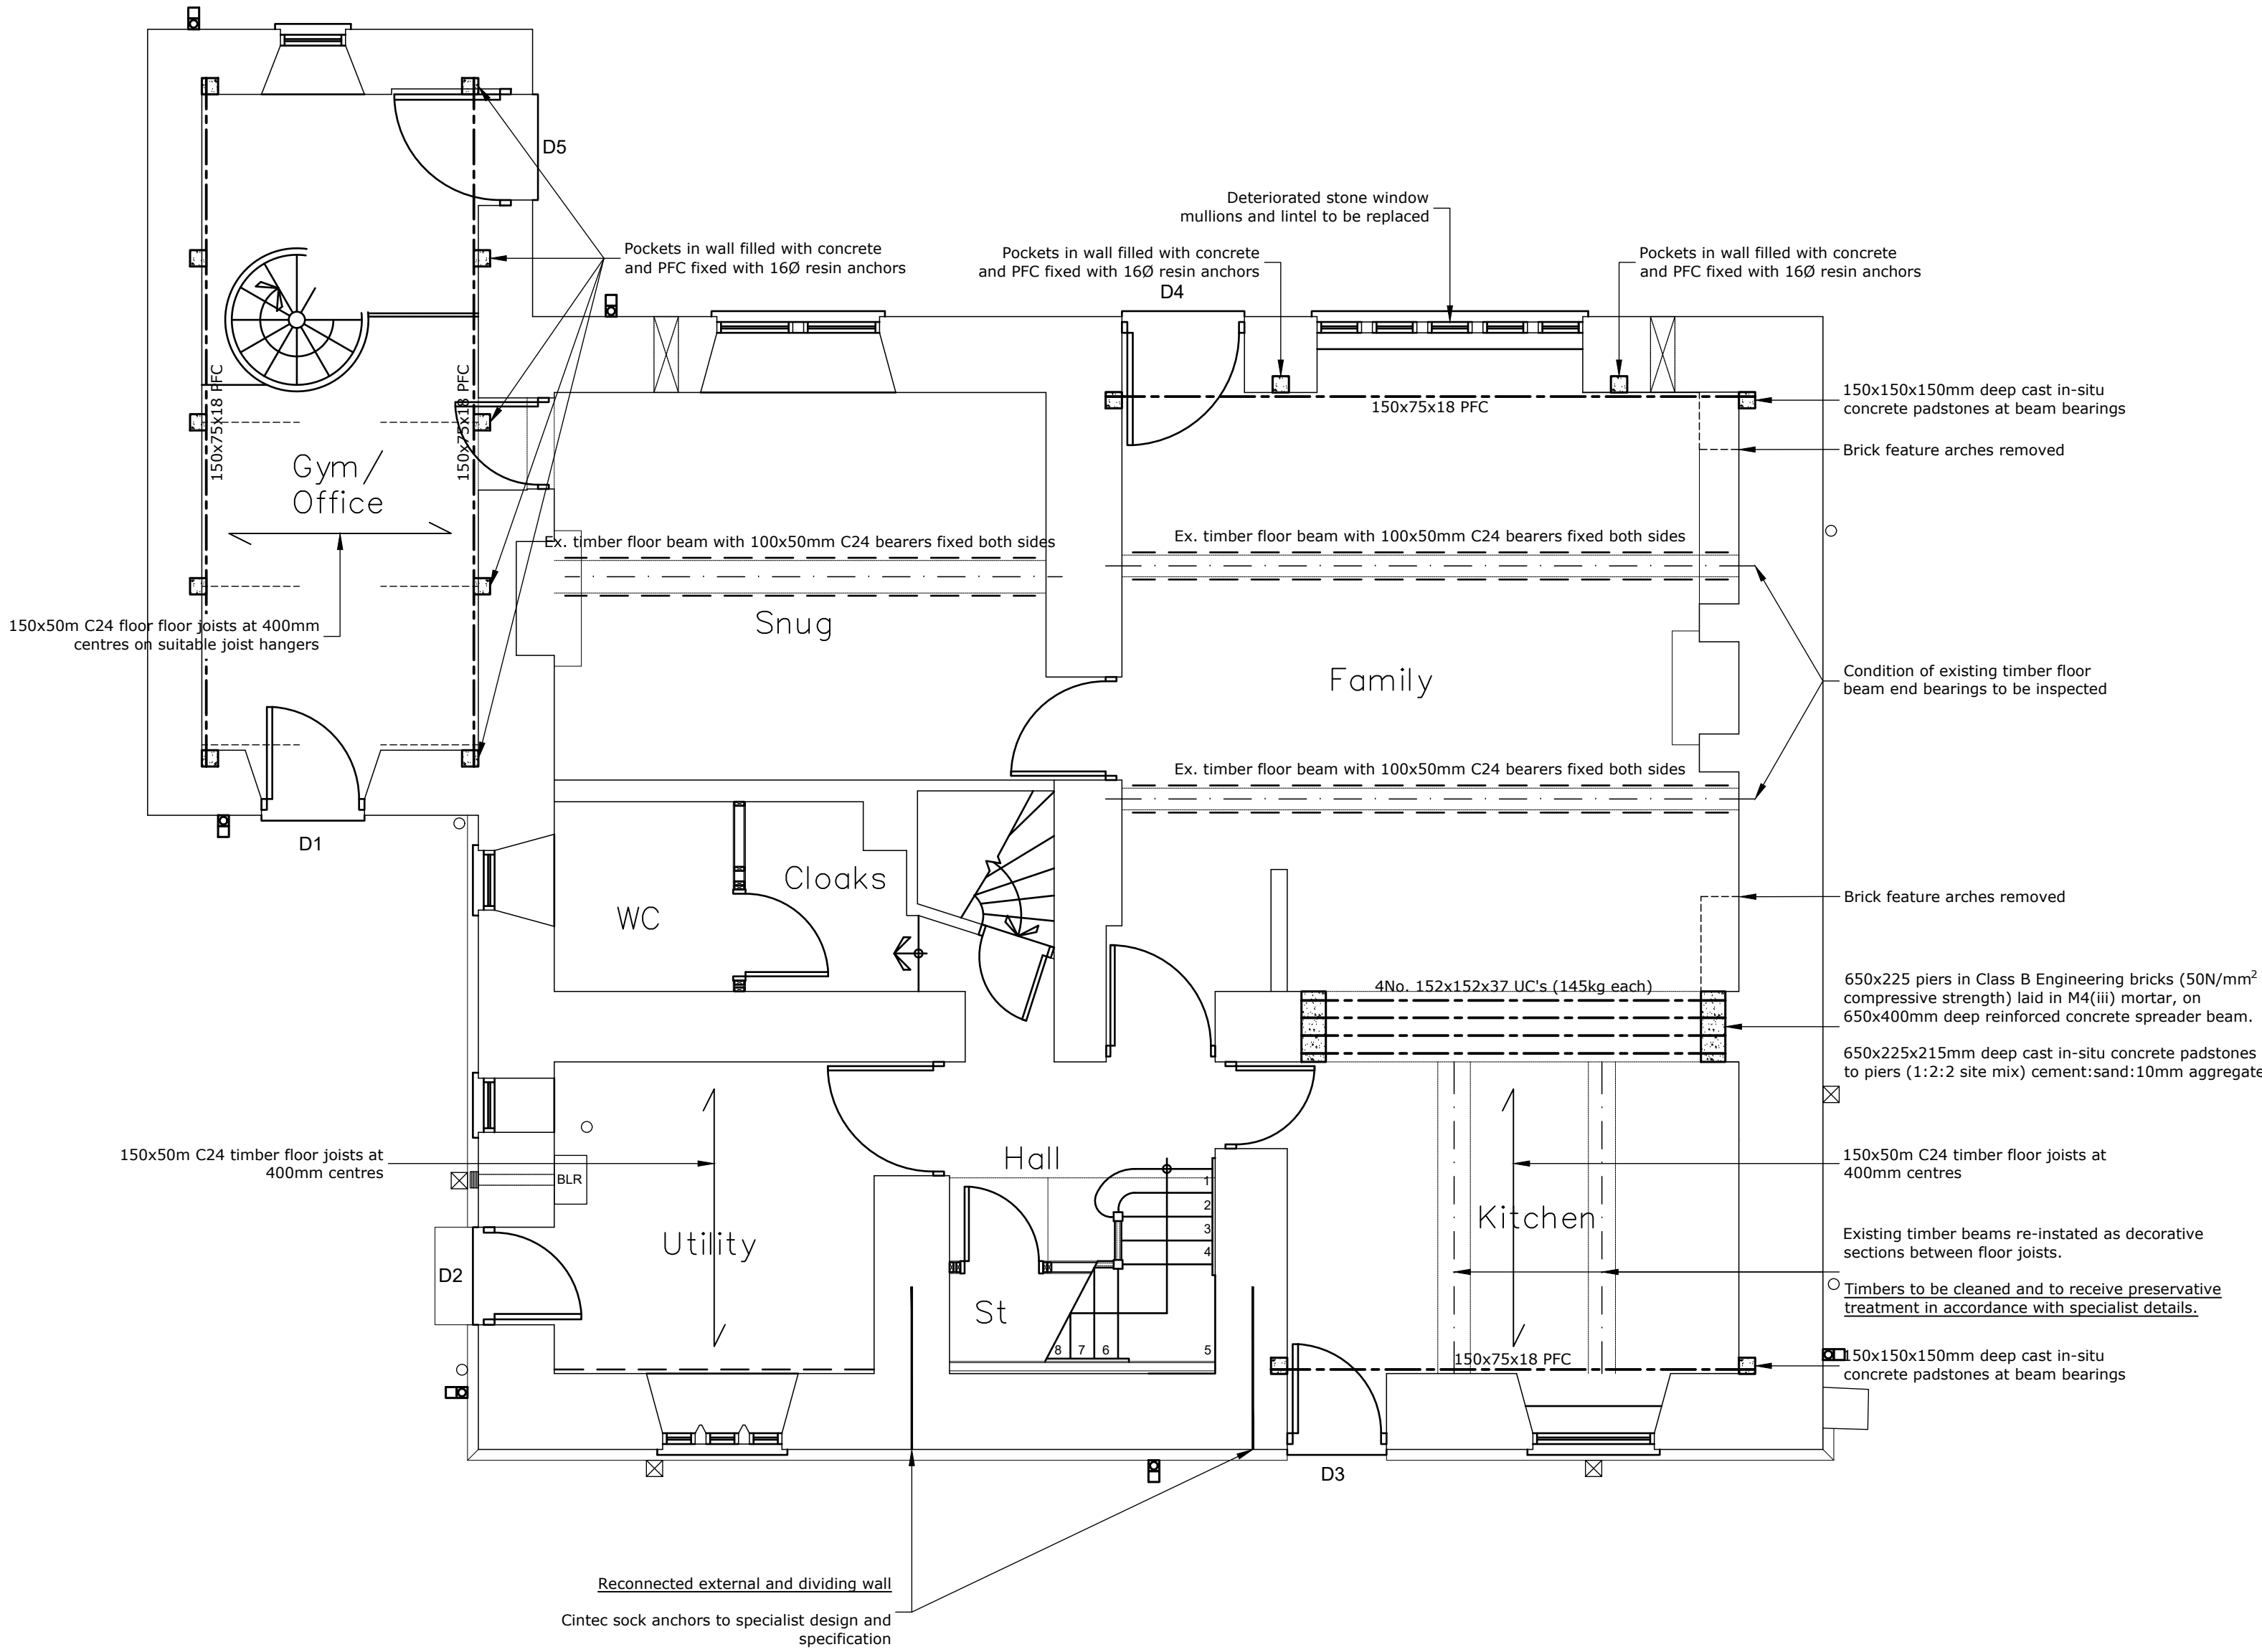 D5
Deteriorated stone window
mullions and lintel to be replaced
Pockets in wall filled with concrete
and PFC fixed with 16Ø resin anchors
Pockets in wall filled with concrete
and PFC fixed with 16Ø resin anchors
Pockets in wall filled with concrete
and PFC fixed with 16Ø resin anchors
D4
150x75x18 PFC
150x75x18 PFC
150x75x18 PFC
150x150x150mm deep cast in-situ
concrete padstones at beam bearings
Brick feature arches removed
Gym/
Office
Ex. timber floor beam with 100x50mm C24 bearers fixed both sides
Ex. timber floor beam with 100x50mm C24 bearers fixed both sides
Snug
150x50m C24 floor floor joists at 400mm
centres on suitable joist hangers
Family
Condition of existing timber floor
beam end bearings to be inspected
Ex. timber floor beam with 100x50mm C24 bearers fixed both sides
D1
Cloaks
WC
Brick feature arches removed
4No. 152x152x37 UC's (145kg each)
650x225 piers in Class B Engineering bricks (50N/mm²
compressive strength) laid in M4(iii) mortar, on
650x400mm deep reinforced concrete spreader beam.
650x225x215mm deep cast in-situ concrete padstones
to piers (1:2:2 site mix) cement:sand:10mm aggregate
150x50m C24 timber floor joists at
400mm centres
BLR
Hall
150x50m C24 timber floor joists at
400mm centres
1
2
3
4
Kitchen
Utility
Existing timber beams re-instated as decorative
sections between floor joists.
Timbers to be cleaned and to receive preservative
treatment in accordance with specialist details.
D2
St
8 7 6 5
150x75x18 PFC
150x150x150mm deep cast in-situ
concrete padstones at beam bearings
D3
Reconnected external and dividing wall
Cintec sock anchors to specialist design and
specification